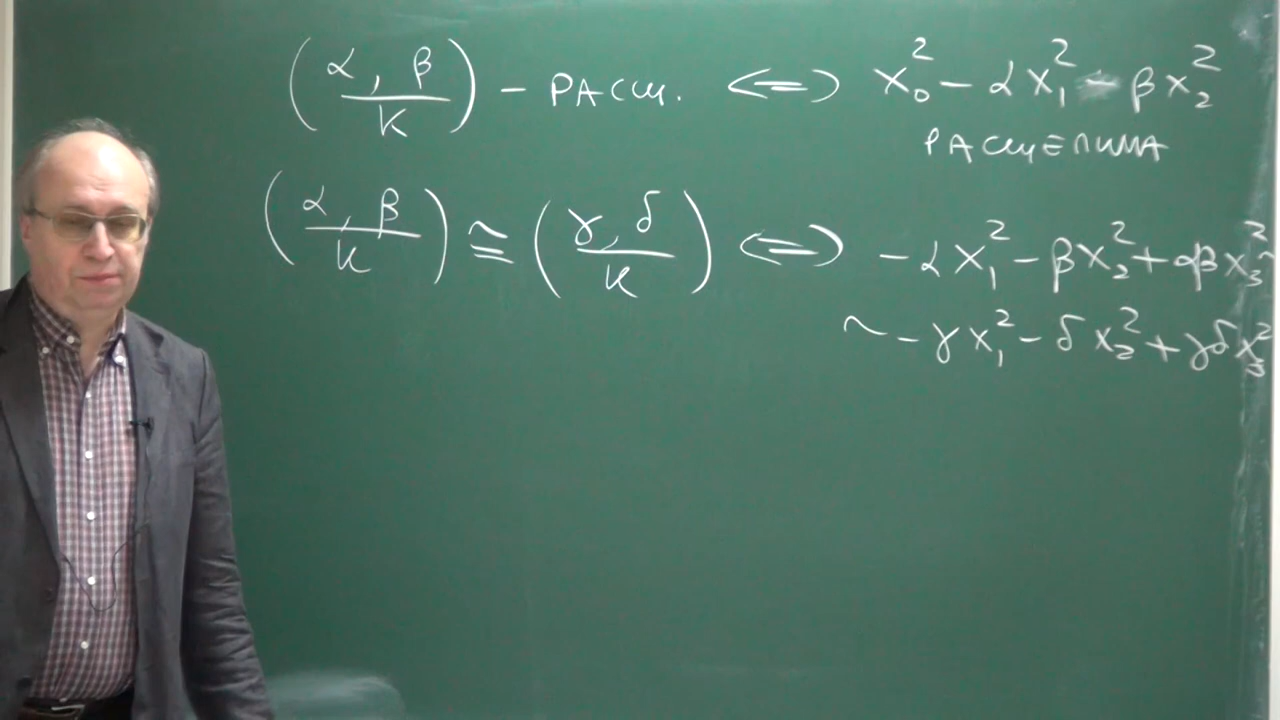 (α, β / K) – РАСЩ. ⟺ x₀² – αx₁² – βx₂²
РАСЩЕПИМА
(α, β / K) ≅ (γ, δ / K) ⟺ –αx₁² – βx₂² + αβx₃² ~
~ –γx₁² – δx₂² + γδx₃²